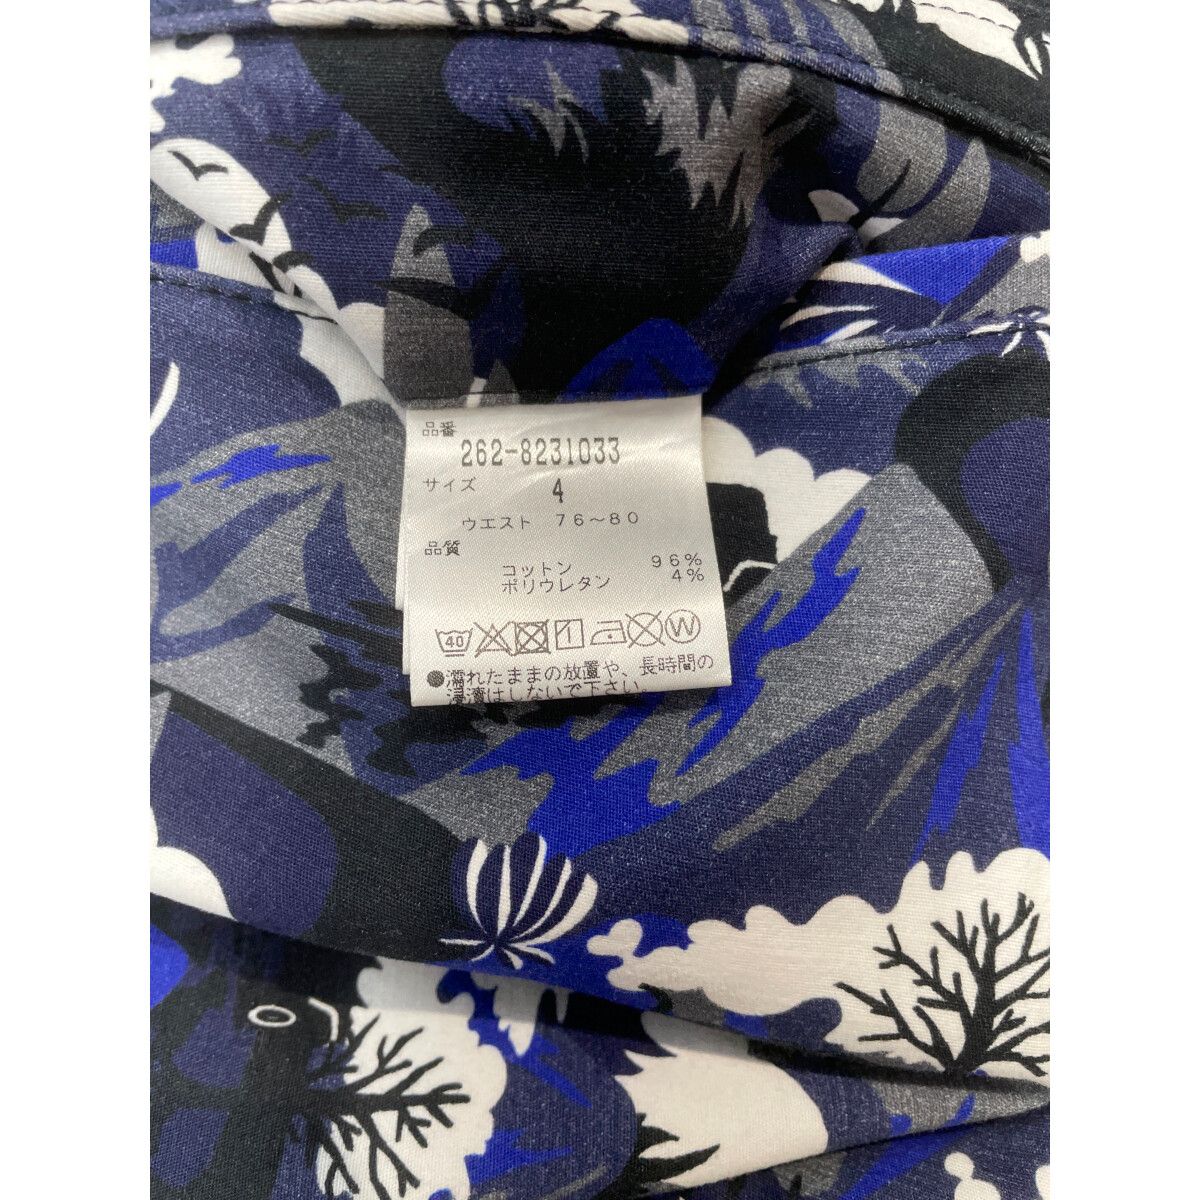 品番
262-8231033
サイズ 4
ウエスト 76～80
品質
コットン 96%
ポリウレタン 4%
40 W
●濡れたままの放置や、長時間の
浸漬はしないで下さい。